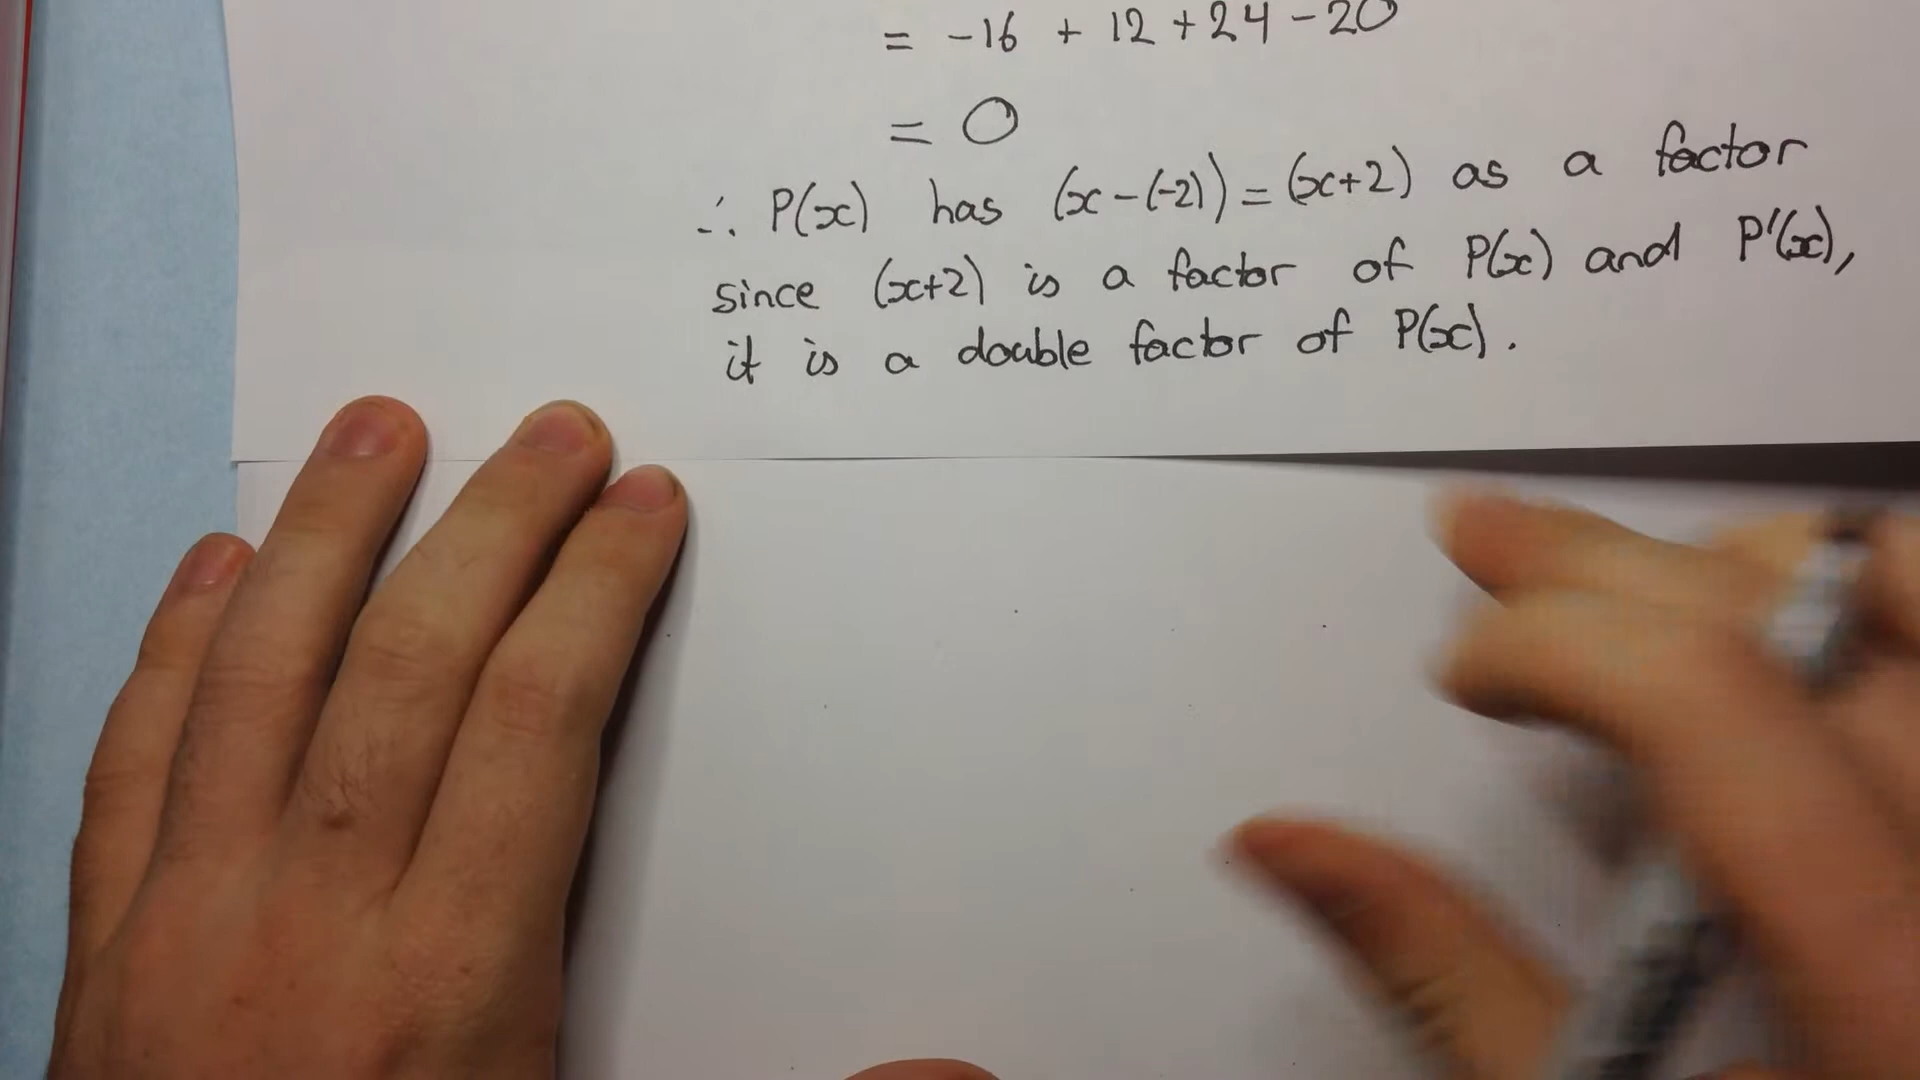 = -16 + 12 + 24 - 20
= 0
∴ P(x) has (x-(-2)) = (x+2) as a factor
since (x+2) is a factor of P(x) and P'(x),
it is a double factor of P(x).